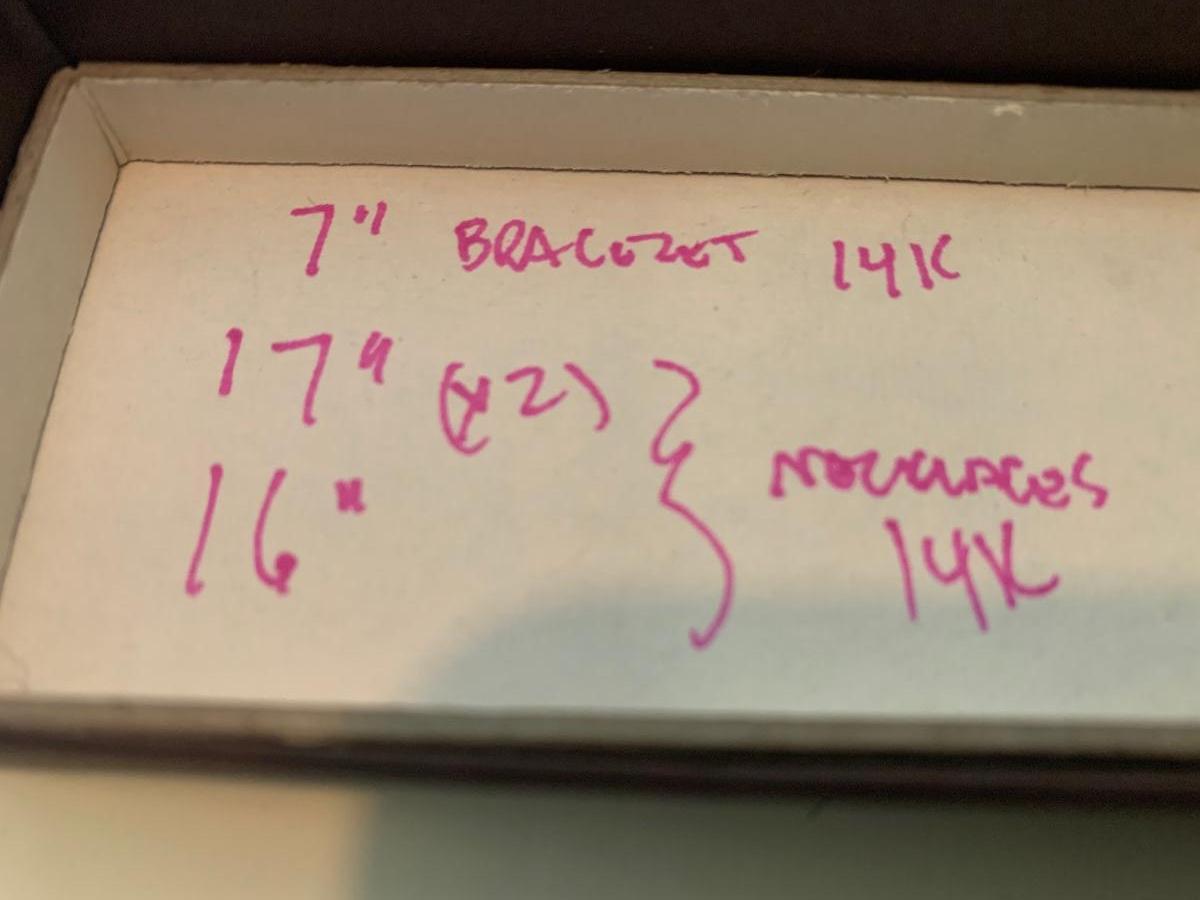 7" BRACELET 14K
17" (x2)
16"
NECKLACES
14K